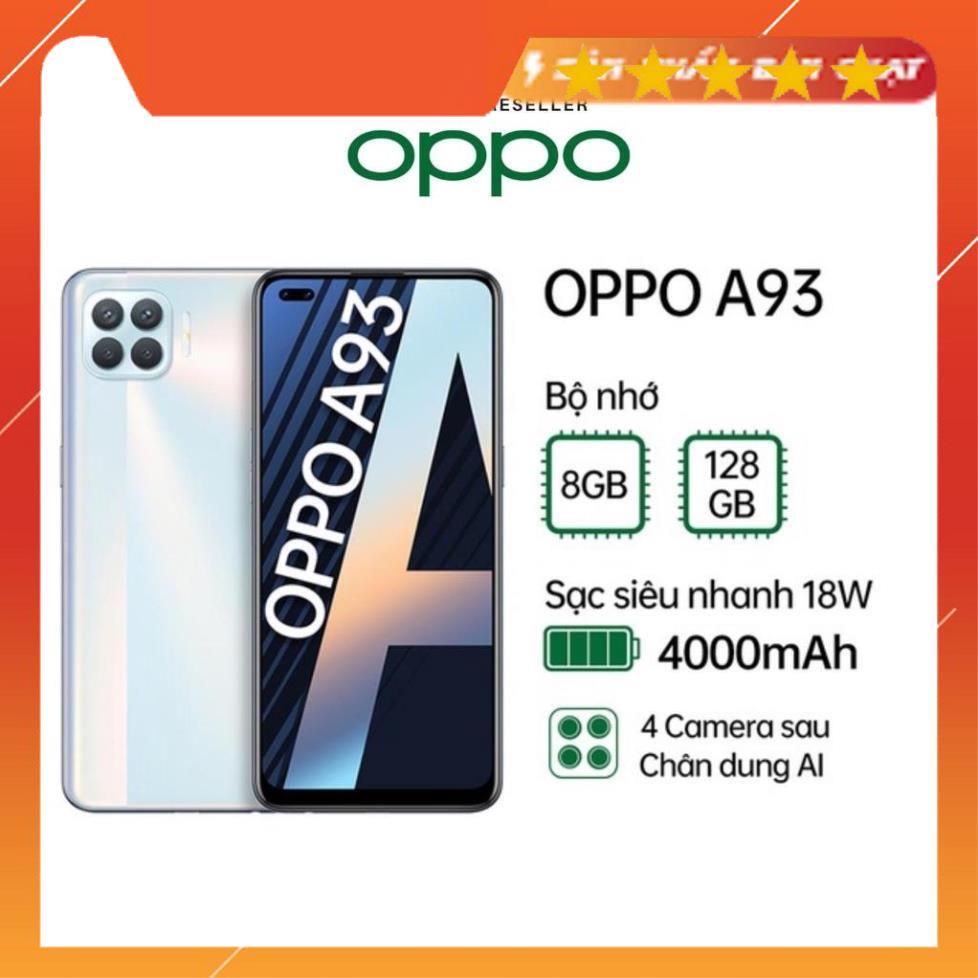 RESELLER
oppo
OPPO A93
OPPO A93
Bộ nhớ
8GB
128
GB
Sạc siêu nhanh 18W
4000mAh
4 Camera sau
Chân dung AI